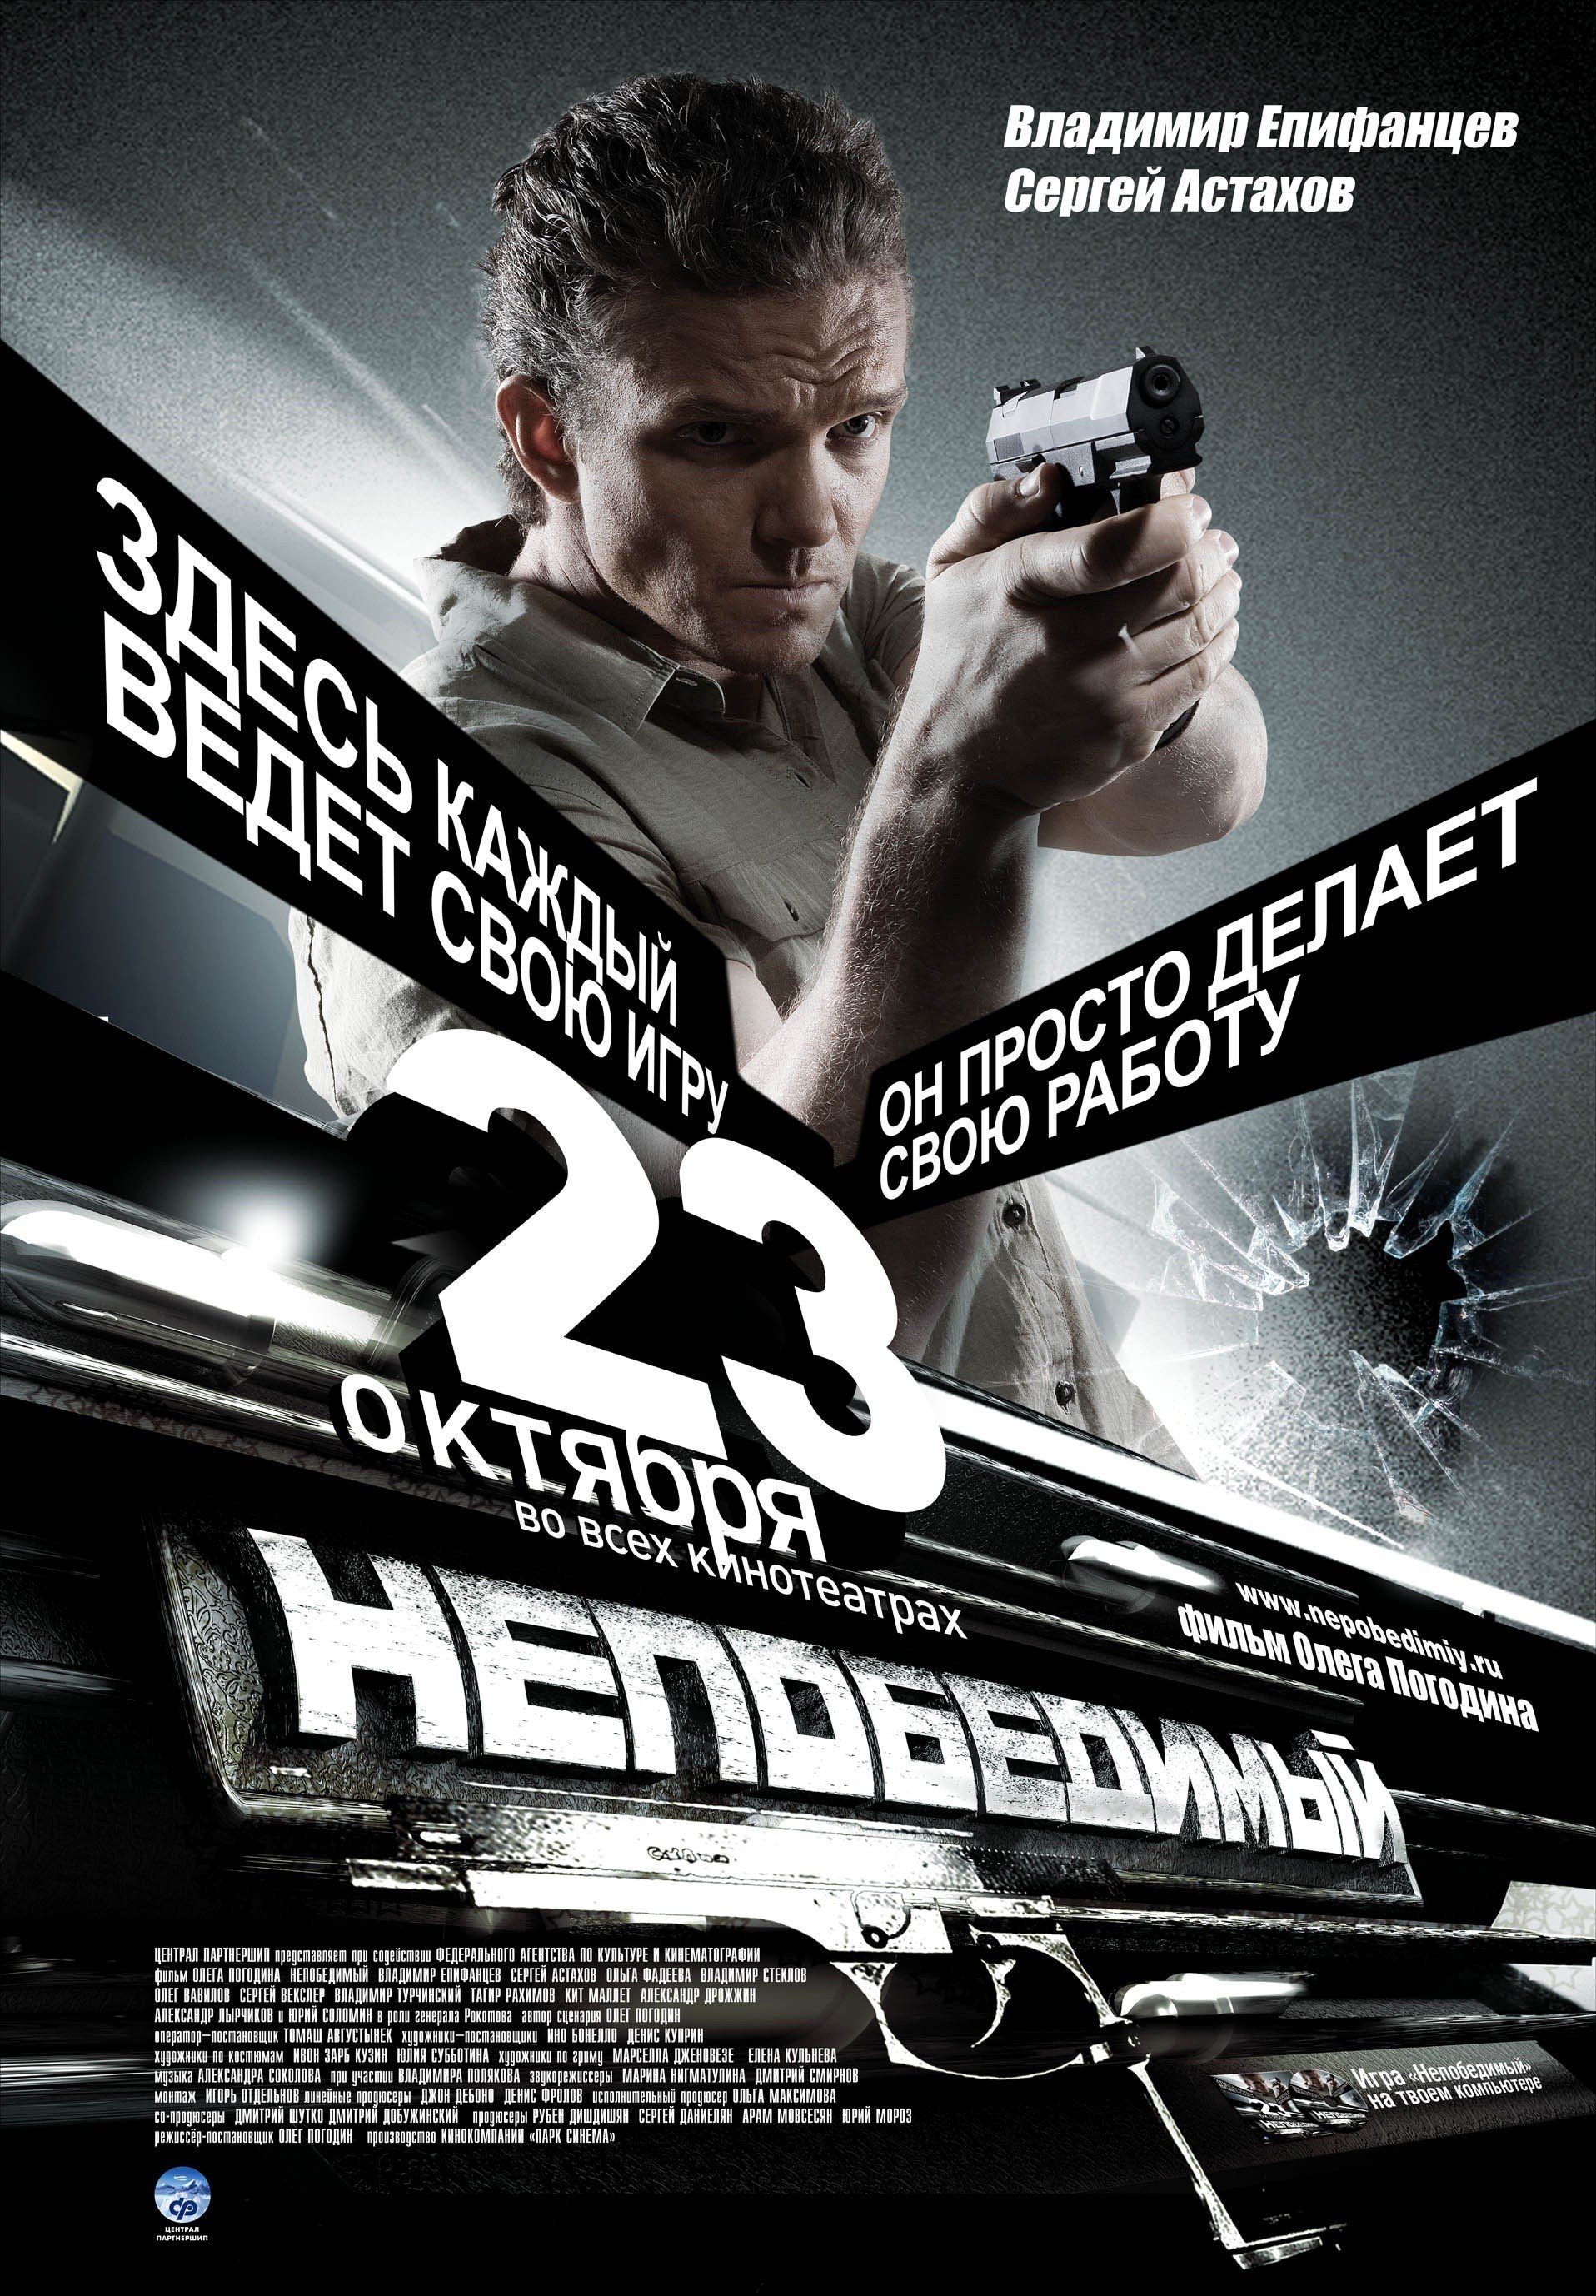 Владимир Епифанцев
Сергей Астахов
ЗДЕСЬ КАЖДЫЙ
ВЕДЕТ СВОЮ ИГРУ
ОН ПРОСТО ДЕЛАЕТ
СВОЮ РАБОТУ
23
октября
во всех кинотеатрах
www.nepobedimiy.ru
фильм Олега Погодина
НЕПОБЕДИМЫЙ
ЦЕНТРАЛ ПАРТНЕРШИП представляет при содействии ФЕДЕРАЛЬНОГО АГЕНТСТВА ПО КУЛЬТУРЕ И КИНЕМАТОГРАФИИ
фильм ОЛЕГА ПОГОДИНА НЕПОБЕДИМЫЙ ВЛАДИМИР ЕПИФАНЦЕВ СЕРГЕЙ АСТАХОВ ОЛЬГА ФАДЕЕВА ВЛАДИМИР СТЕКЛОВ
ОЛЕГ ВАВИЛОВ СЕРГЕЙ ВЕКСЛЕР ВЛАДИМИР ТУРЧИНСКИЙ ТАГИР РАХИМОВ КИТ МАЛЛЕТ АЛЕКСАНДР ДРОЖЖИН
АЛЕКСАНДР ЛЫРЧИКОВ и ЮРИЙ СОЛОМИН в роли генерала Рокотова автор сценария ОЛЕГ ПОГОДИН
оператор–постановщик ТОМАШ АВГУСТЫНЕК художники–постановщики ИНО БОНЕЛЛО ДЕНИС КУПРИН
художники по костюмам ИВОН ЗАРБ КУЗИН ЮЛИЯ СУББОТИНА художники по гриму МАРСЕЛЛА ДЖЕНОВЕЗЕ ЕЛЕНА КУЛЬНЕВА
музыка АЛЕКСАНДРА СОКОЛОВА при участии ВЛАДИМИРА ПОЛЯКОВА звукорежиссеры МАРИНА НИГМАТУЛИНА ДМИТРИЙ СМИРНОВ
монтаж ИГОРЬ ОТДЕЛЬНОВ линейные продюсеры ДЖОН ДЕБОНО ДЕНИС ФРОЛОВ исполнительный продюсер ОЛЬГА МАКСИМОВА
со-продюсеры ДМИТРИЙ ШУТКО ДМИТРИЙ ДОБУЖИНСКИЙ продюсеры РУБЕН ДИШДИШЯН СЕРГЕЙ ДАНИЕЛЯН АРАМ МОВСЕСЯН ЮРИЙ МОРОЗ
режиссёр-постановщик ОЛЕГ ПОГОДИН производство КИНОКОМПАНИИ «ПАРК СИНЕМА»
Игра «Непобедимый»
на твоем компьютере
ЦЕНТРАЛ
ПАРТНЕРШИП